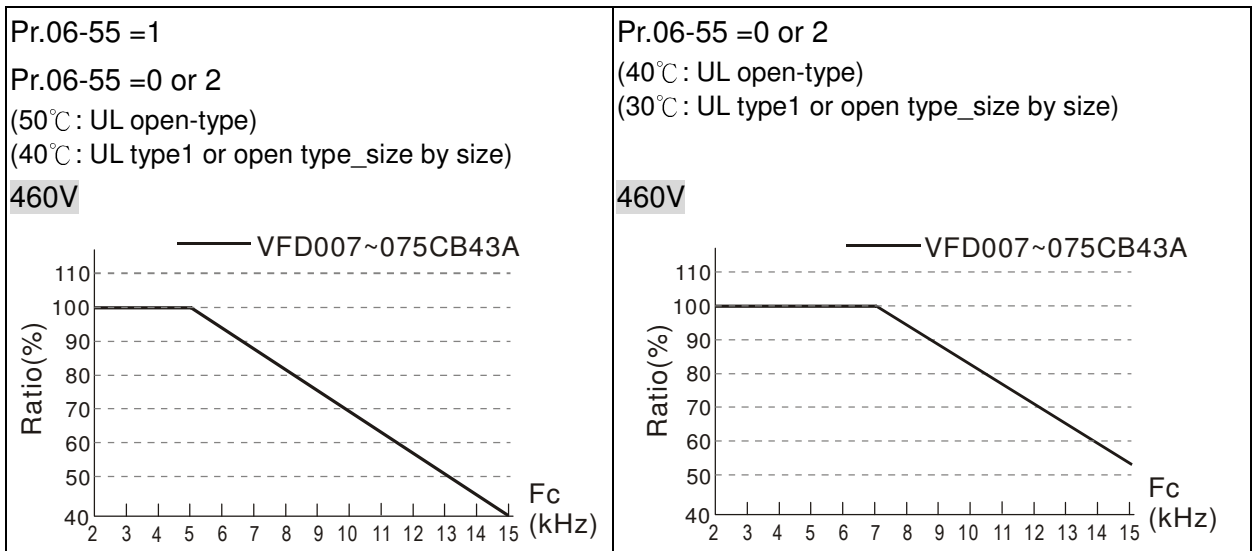 Pr.06-55 =1
Pr.06-55 =0 or 2
(50℃: UL open-type)
(40℃: UL type1 or open type_size by size)
460V
VFD007~075CB43A
Ratio(%)
110
100
90
80
70
60
50
40
2 3 4 5 6 7 8 9 10 11 12 13 14 15
Fc
(kHz)
Pr.06-55 =0 or 2
(40℃: UL open-type)
(30℃: UL type1 or open type_size by size)
460V
VFD007~075CB43A
Ratio(%)
110
100
90
80
70
60
50
40
2 3 4 5 6 7 8 9 10 11 12 13 14 15
Fc
(kHz)